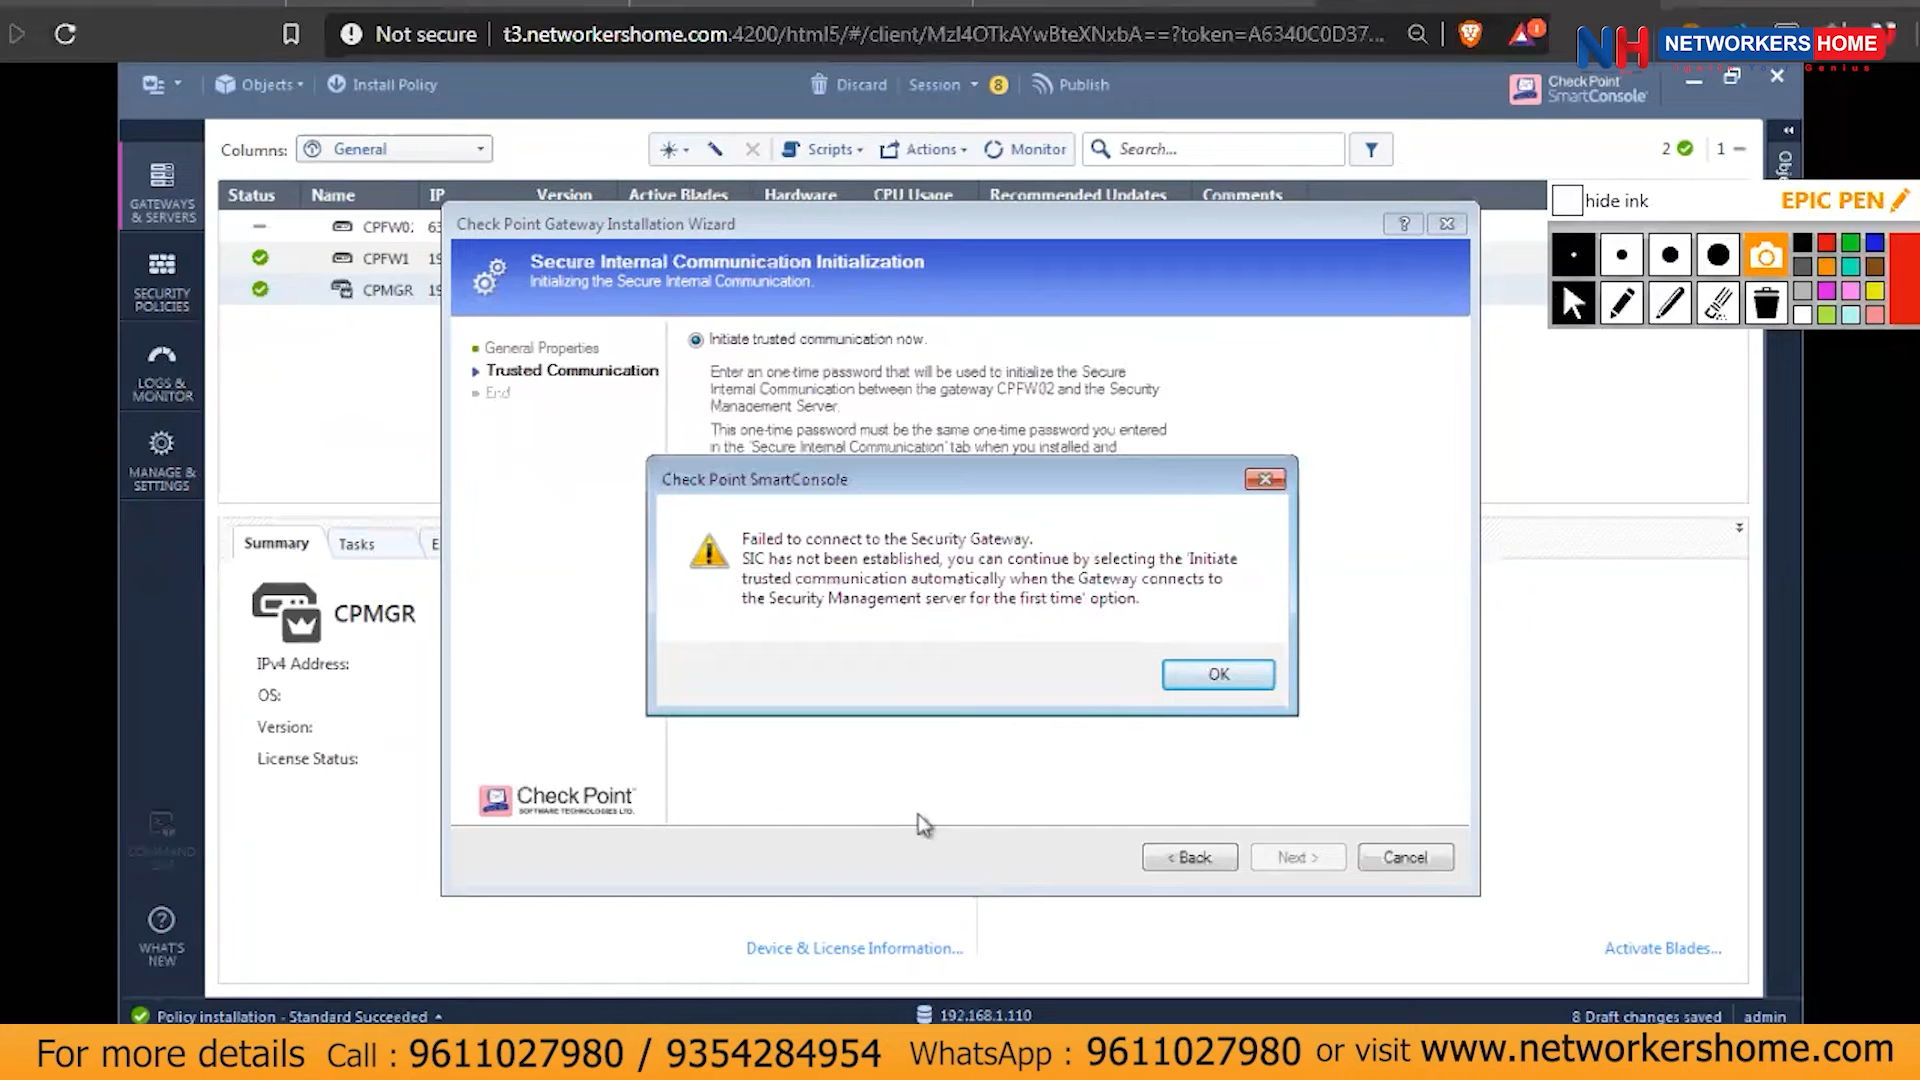 Not secure
t3.networkershome.com:4200/html5/#/client/MzI4OTkAYwBteXNxbA==?token=A6340C0D37...
NH
NETWORKERS HOME
Objects
Install Policy
Discard
Session
8
Publish
Check Point
SmartConsole
Columns:
General
Scripts
Actions
Monitor
Search...
2
1
Status
Name
IP
Version
Active Blades
Hardware
CPU Usage
Recommended Updates
Comments
CPFW02
63
CPFW1
19
CPMGR
19
GATEWAYS
& SERVERS
SECURITY
POLICIES
LOGS &
MONITOR
MANAGE &
SETTINGS
COMMAND
WHAT'S
NEW
hide ink
EPIC PEN
Check Point Gateway Installation Wizard
Secure Internal Communication Initialization
Initializing the Secure Internal Communication.
General Properties
Trusted Communication
End
Initiate trusted communication now.
Enter an one-time password that will be used to initialize the Secure
Internal Communication between the gateway CPFW02 and the Security
Management Server.
This one-time password must be the same one-time password you entered
in the 'Secure Internal Communication' tab when you installed and
Check Point SmartConsole
Failed to connect to the Security Gateway.
SIC has not been established, you can continue by selecting the 'Initiate
trusted communication automatically when the Gateway connects to
the Security Management server for the first time' option.
OK
Check Point
SOFTWARE TECHNOLOGIES LTD.
< Back
Next >
Cancel
Summary
Tasks
E
CPMGR
IPv4 Address:
OS:
Version:
License Status:
Device & License Information...
Activate Blades...
Policy installation - Standard Succeeded
192.168.1.110
8 Draft changes saved
admin
For more details Call : 9611027980 / 9354284954 WhatsApp : 9611027980 or visit www.networkershome.com